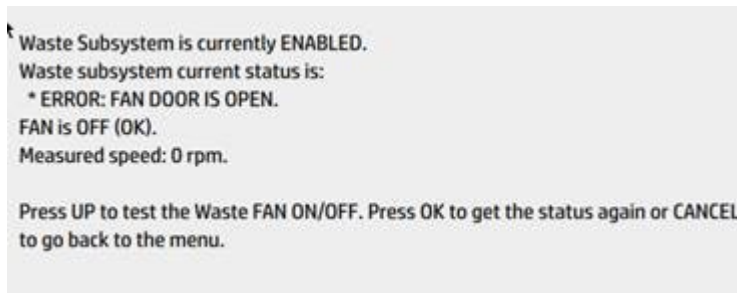 Waste Subsystem is currently ENABLED.
Waste subsystem current status is:
* ERROR: FAN DOOR IS OPEN.
FAN is OFF (OK).
Measured speed: 0 rpm.
Press UP to test the Waste FAN ON/OFF. Press OK to get the status again or CANCEL
to go back to the menu.